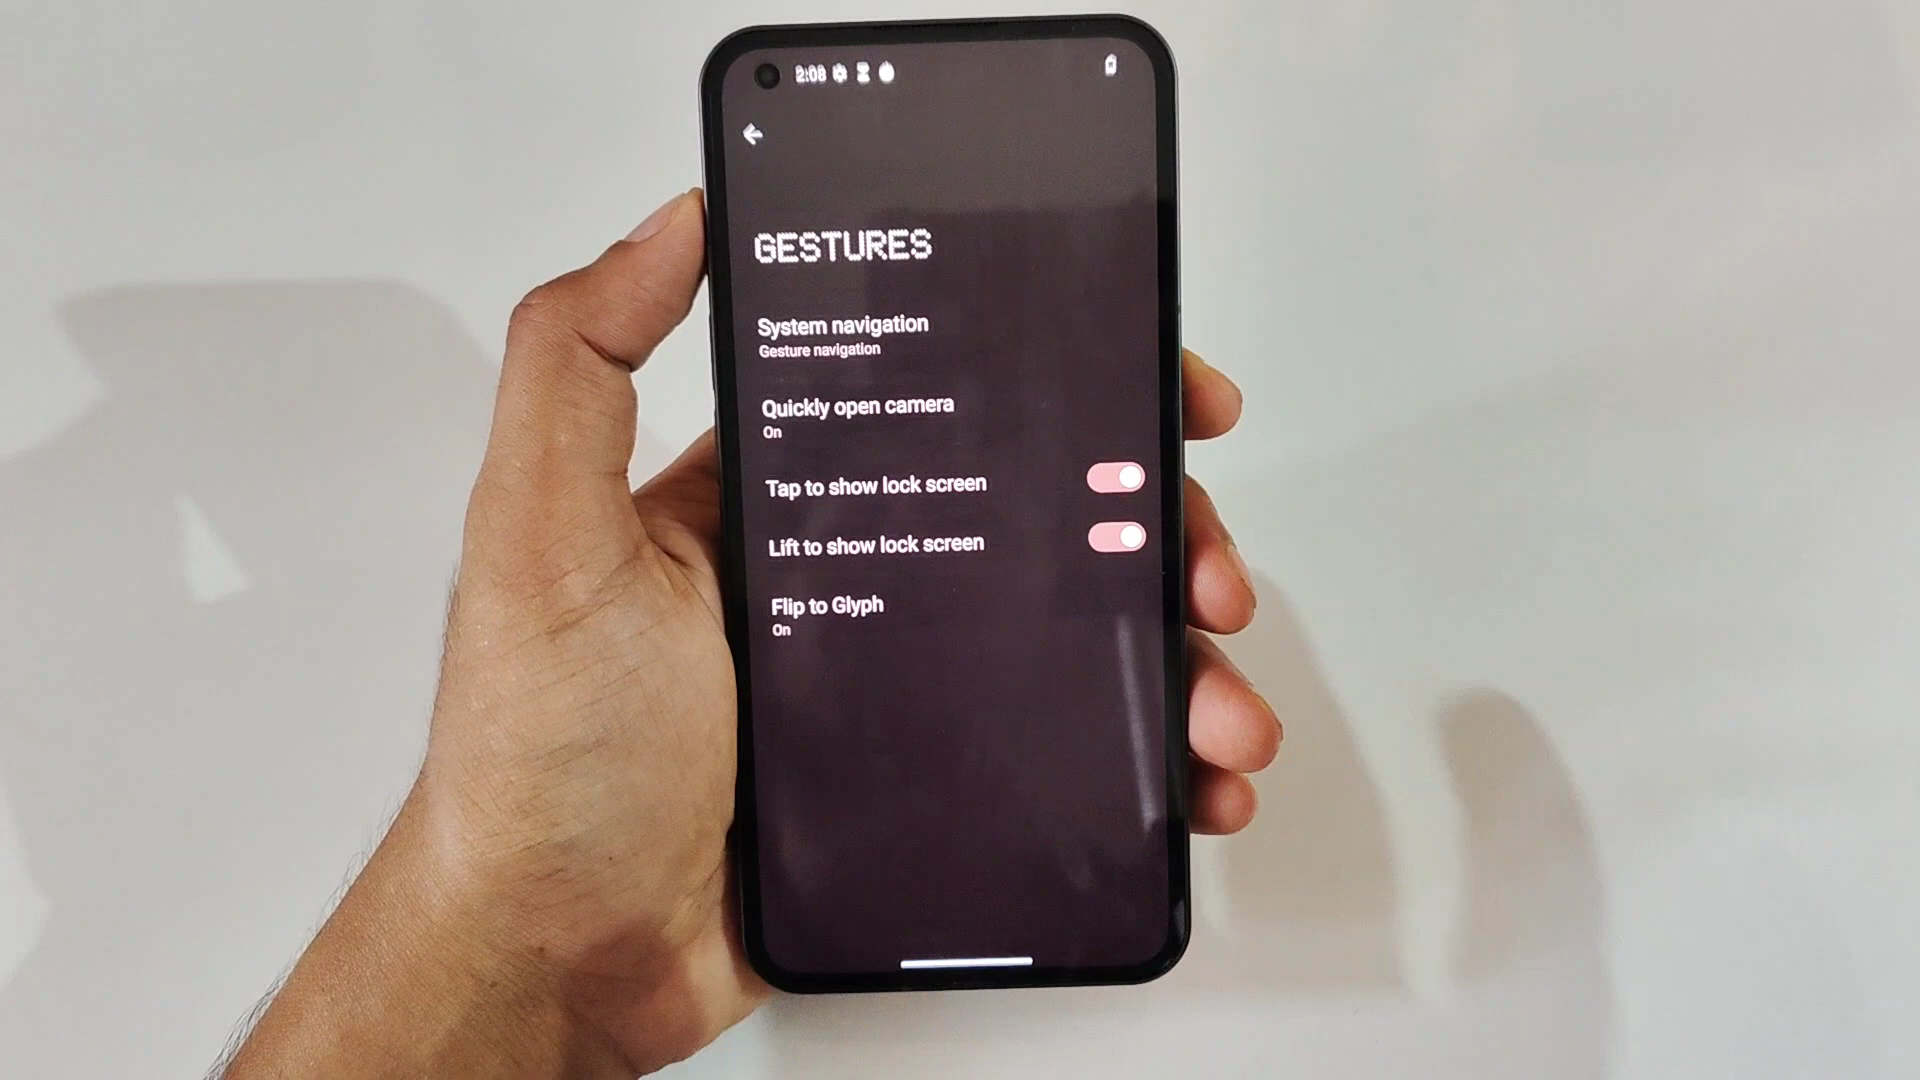 2:08
GESTURES
System navigation
Gesture navigation
Quickly open camera
On
Tap to show lock screen
Lift to show lock screen
Flip to Glyph
On